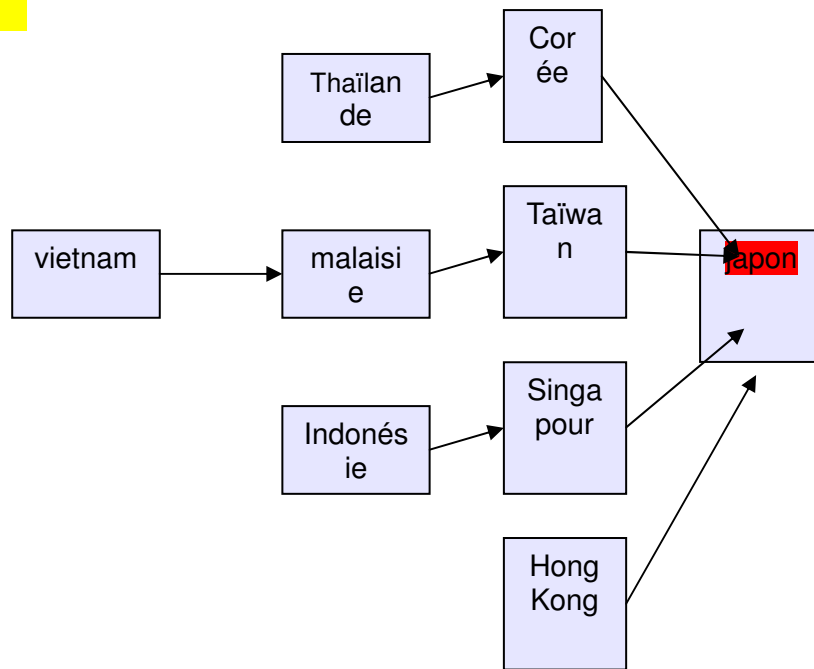 Cor
ée
Thaïlan
de
Taïwa
n
vietnam
malaisi
e
japon
Singa
pour
Indonés
ie
Hong
Kong